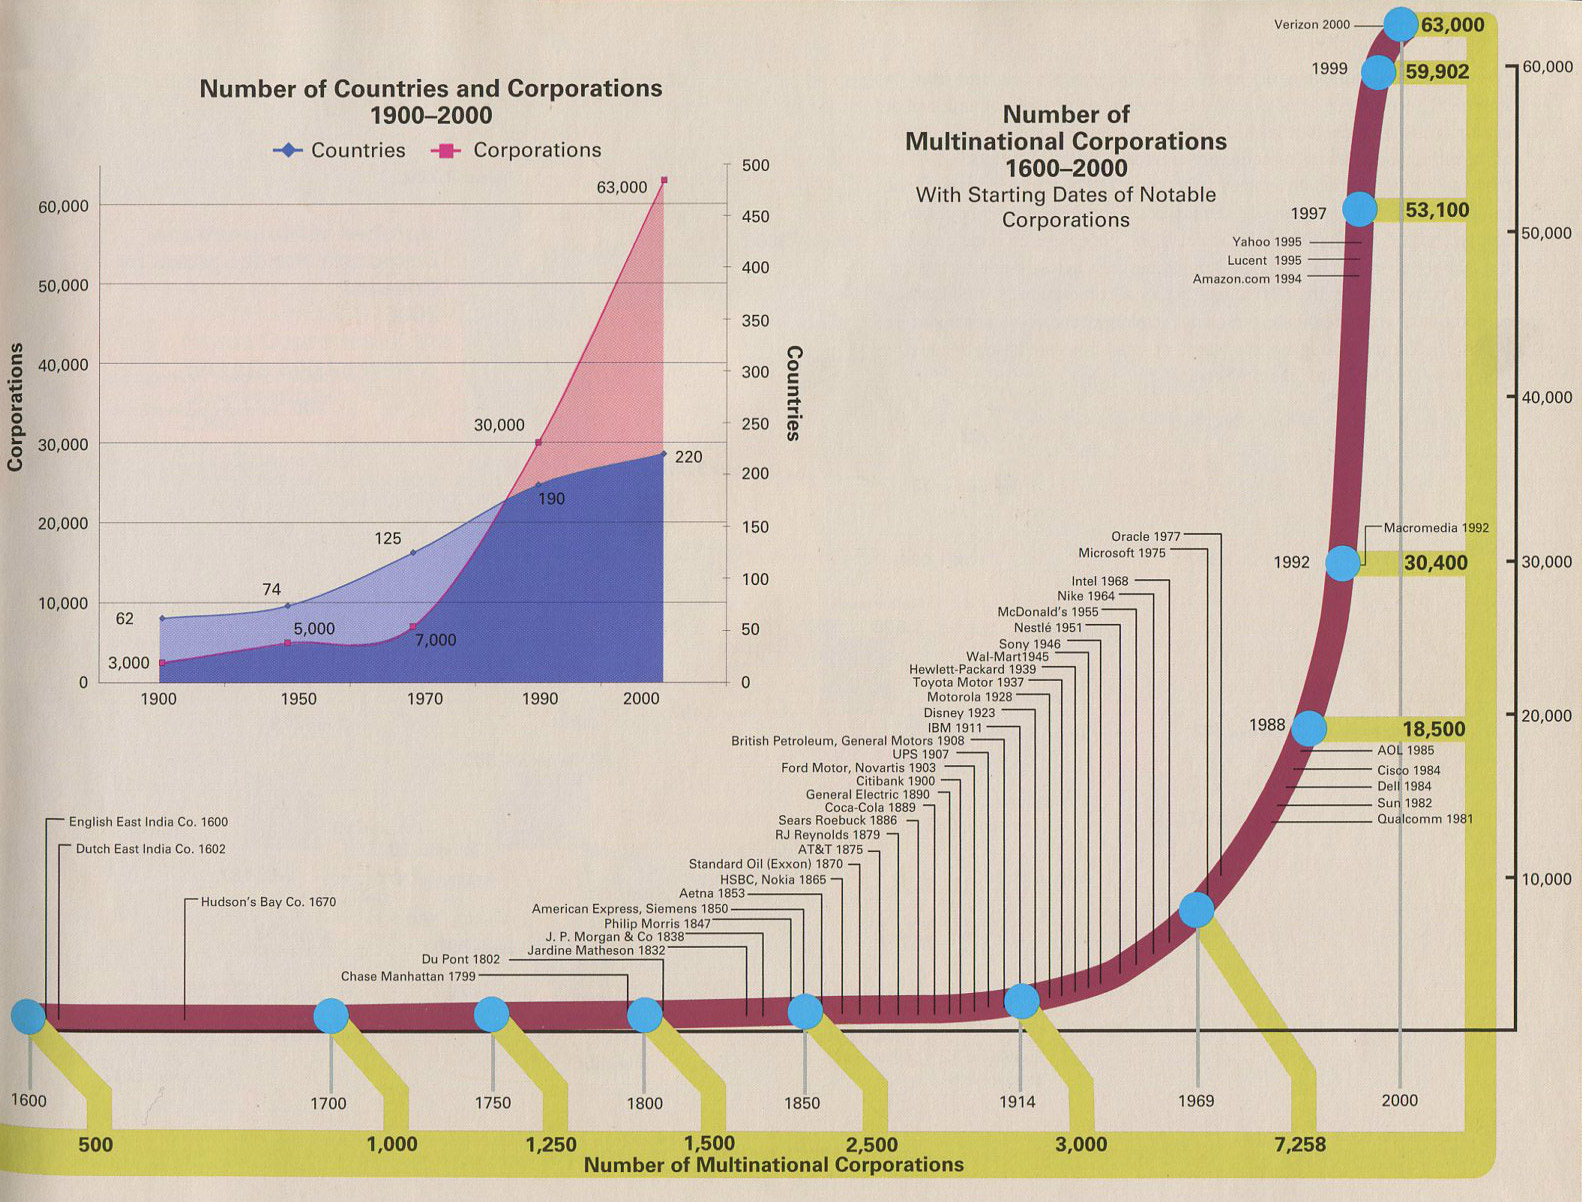 Number of Countries and Corporations
1900–2000
Countries
Corporations
Corporations
60,000
50,000
40,000
30,000
20,000
10,000
0
500
450
400
350
300
250
200
150
100
50
0
Countries
63,000
30,000
220
190
125
74
62
5,000
7,000
3,000
1900
1950
1970
1990
2000
Number of
Multinational Corporations
1600–2000
With Starting Dates of Notable
Corporations
Verizon 2000
63,000
1999
59,902
60,000
1997
53,100
50,000
Yahoo 1995
Lucent 1995
Amazon.com 1994
40,000
Macromedia 1992
1992
30,400
30,000
1988
18,500
20,000
AOL 1985
Cisco 1984
Dell 1984
Sun 1982
Qualcomm 1981
10,000
Oracle 1977
Microsoft 1975
Intel 1968
Nike 1964
McDonald's 1955
Nestlé 1951
Sony 1946
Wal-Mart1945
Hewlett-Packard 1939
Toyota Motor 1937
Motorola 1928
Disney 1923
IBM 1911
British Petroleum, General Motors 1908
UPS 1907
Ford Motor, Novartis 1903
Citibank 1900
General Electric 1890
Coca-Cola 1889
Sears Roebuck 1886
RJ Reynolds 1879
AT&T 1875
Standard Oil (Exxon) 1870
HSBC, Nokia 1865
Aetna 1853
American Express, Siemens 1850
Philip Morris 1847
J. P. Morgan & Co 1838
Jardine Matheson 1832
Du Pont 1802
Chase Manhattan 1799
English East India Co. 1600
Dutch East India Co. 1602
Hudson's Bay Co. 1670
1600
1700
1750
1800
1850
1914
1969
2000
500
1,000
1,250
1,500
2,500
3,000
7,258
Number of Multinational Corporations